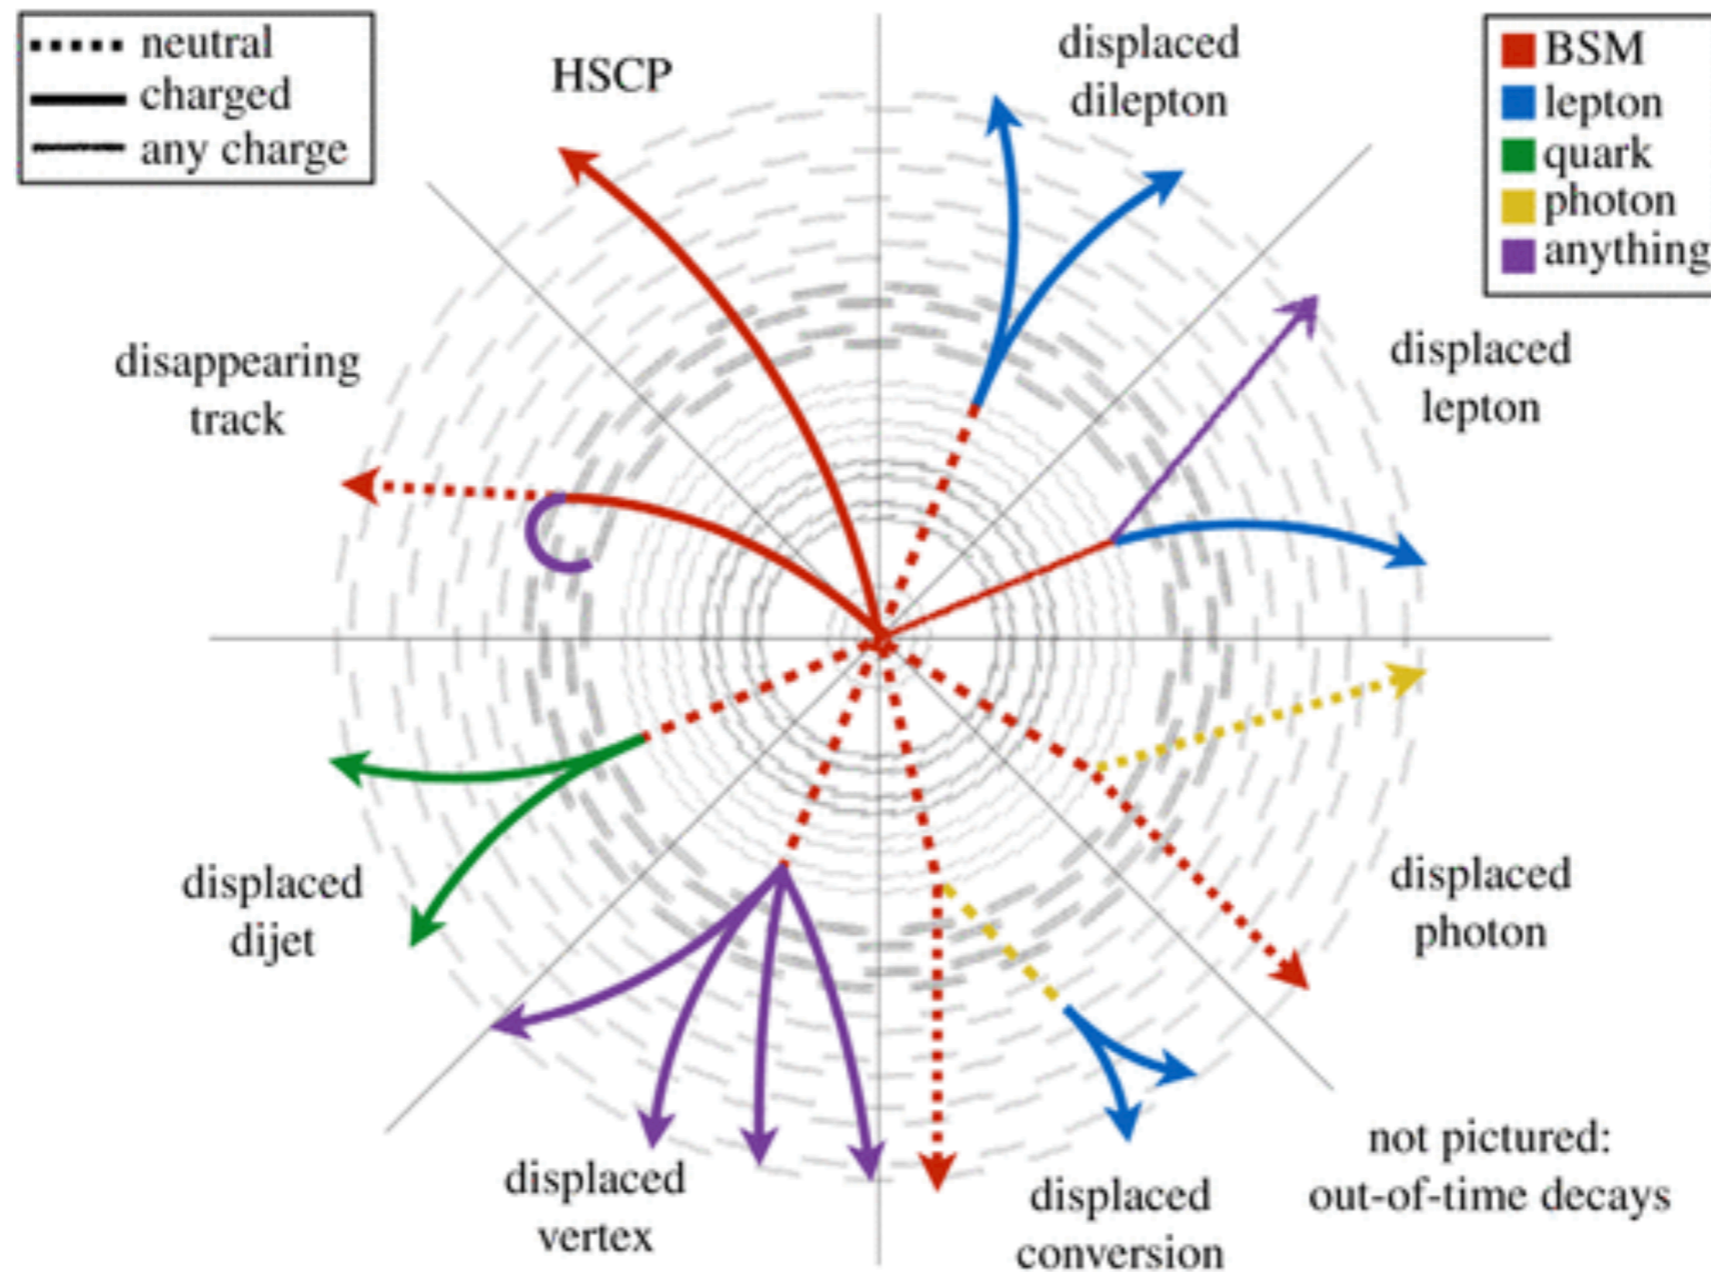 neutral
charged
any charge
HSCP
displaced
dilepton
BSM
lepton
quark
photon
anything
disappearing
track
displaced
lepton
displaced
dijet
displaced
photon
displaced
vertex
displaced
conversion
not pictured:
out-of-time decays